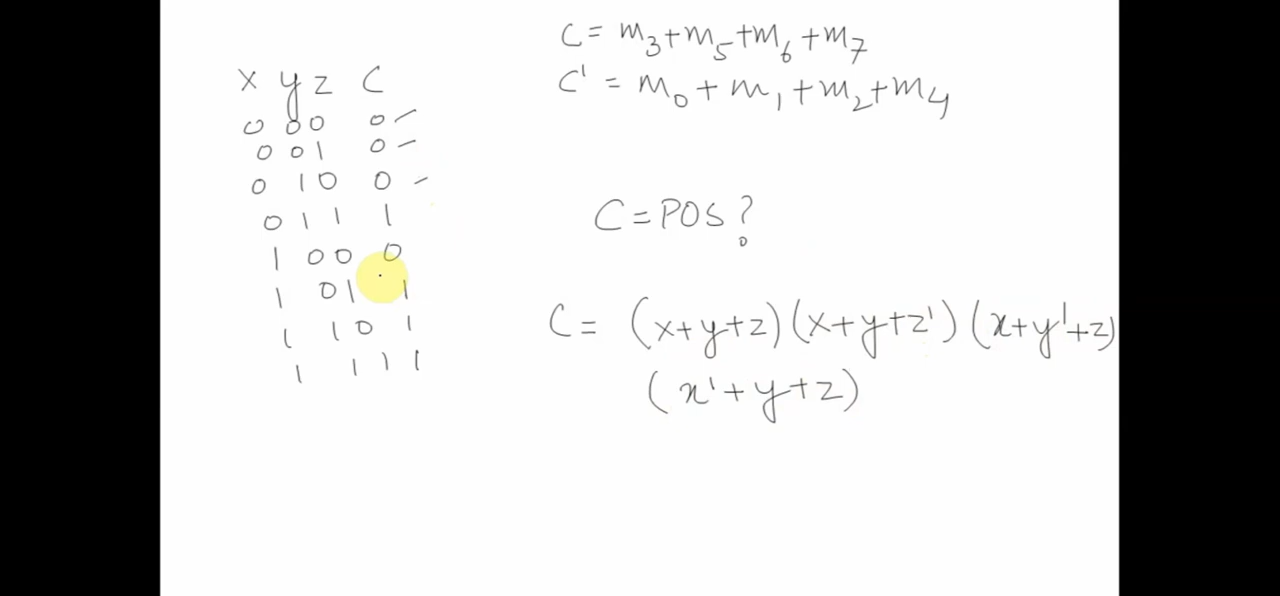 C = m3+m5+m6+m7
C' = m0+m1+m2+m4
x y z C
0 0 0 0
0 0 1 0
0 1 0 0
0 1 1 1
1 0 0 0
1 0 1 1
1 1 0 1
1 1 1 1
C = POS ?
C = (x+y+z)(x+y+z')(x+y'+z)
(x'+y+z)